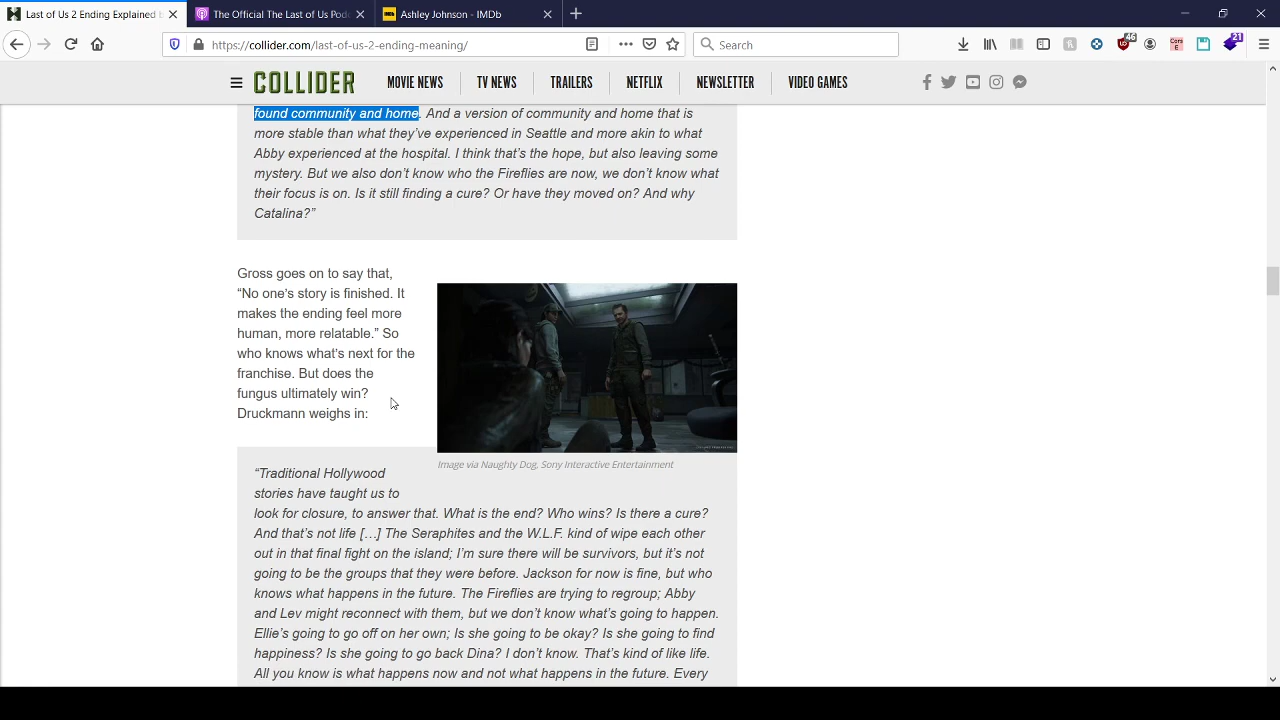 Last of Us 2 Ending Explained b
The Official The Last of Us Pod
IMDb
Ashley Johnson - IMDb
https://collider.com/last-of-us-2-ending-meaning/
Search
46
21
COLLIDER
MOVIE NEWS
TV NEWS
TRAILERS
NETFLIX
NEWSLETTER
VIDEO GAMES
found community and home. And a version of community and home that is
more stable than what they’ve experienced in Seattle and more akin to what
Abby experienced at the hospital. I think that’s the hope, but also leaving some
mystery. But we also don’t know who the Fireflies are now, we don’t know what
their focus is on. Is it still finding a cure? Or have they moved on? And why
Catalina?”
Gross goes on to say that,
“No one’s story is finished. It
makes the ending feel more
human, more relatable.” So
who knows what’s next for the
franchise. But does the
fungus ultimately win?
Druckmann weighs in:
Image via Naughty Dog, Sony Interactive Entertainment
“Traditional Hollywood
stories have taught us to
look for closure, to answer that. What is the end? Who wins? Is there a cure?
And that’s not life […] The Seraphites and the W.L.F. kind of wipe each other
out in that final fight on the island; I’m sure there will be survivors, but it’s not
going to be the groups that they were before. Jackson for now is fine, but who
knows what happens in the future. The Fireflies are trying to regroup; Abby
and Lev might reconnect with them, but we don’t know what’s going to happen.
Ellie’s going to go off on her own; Is she going to be okay? Is she going to find
happiness? Is she going to go back Dina? I don’t know. That’s kind of like life.
All you know is what happens now and not what happens in the future. Every